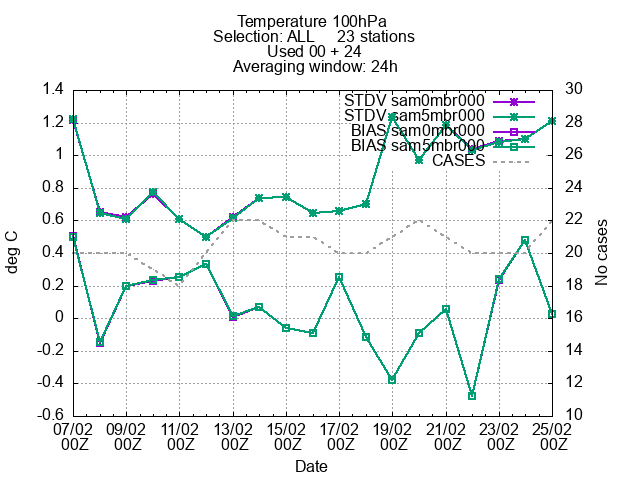 Temperature 100hPa
Selection: ALL 23 stations
Used 00 + 24
Averaging window: 24h
STDV sam0mbr000
STDV sam5mbr000
BIAS sam0mbr000
BIAS sam5mbr000
CASES
1.4
1.2
1
0.8
0.6
0.4
0.2
0
-0.2
-0.4
-0.6
deg C
30
28
26
24
22
20
18
16
14
12
10
No cases
07/02 09/02 11/02 13/02 15/02 17/02 19/02 21/02 23/02 25/02
00Z 00Z 00Z 00Z 00Z 00Z 00Z 00Z 00Z 00Z
Date